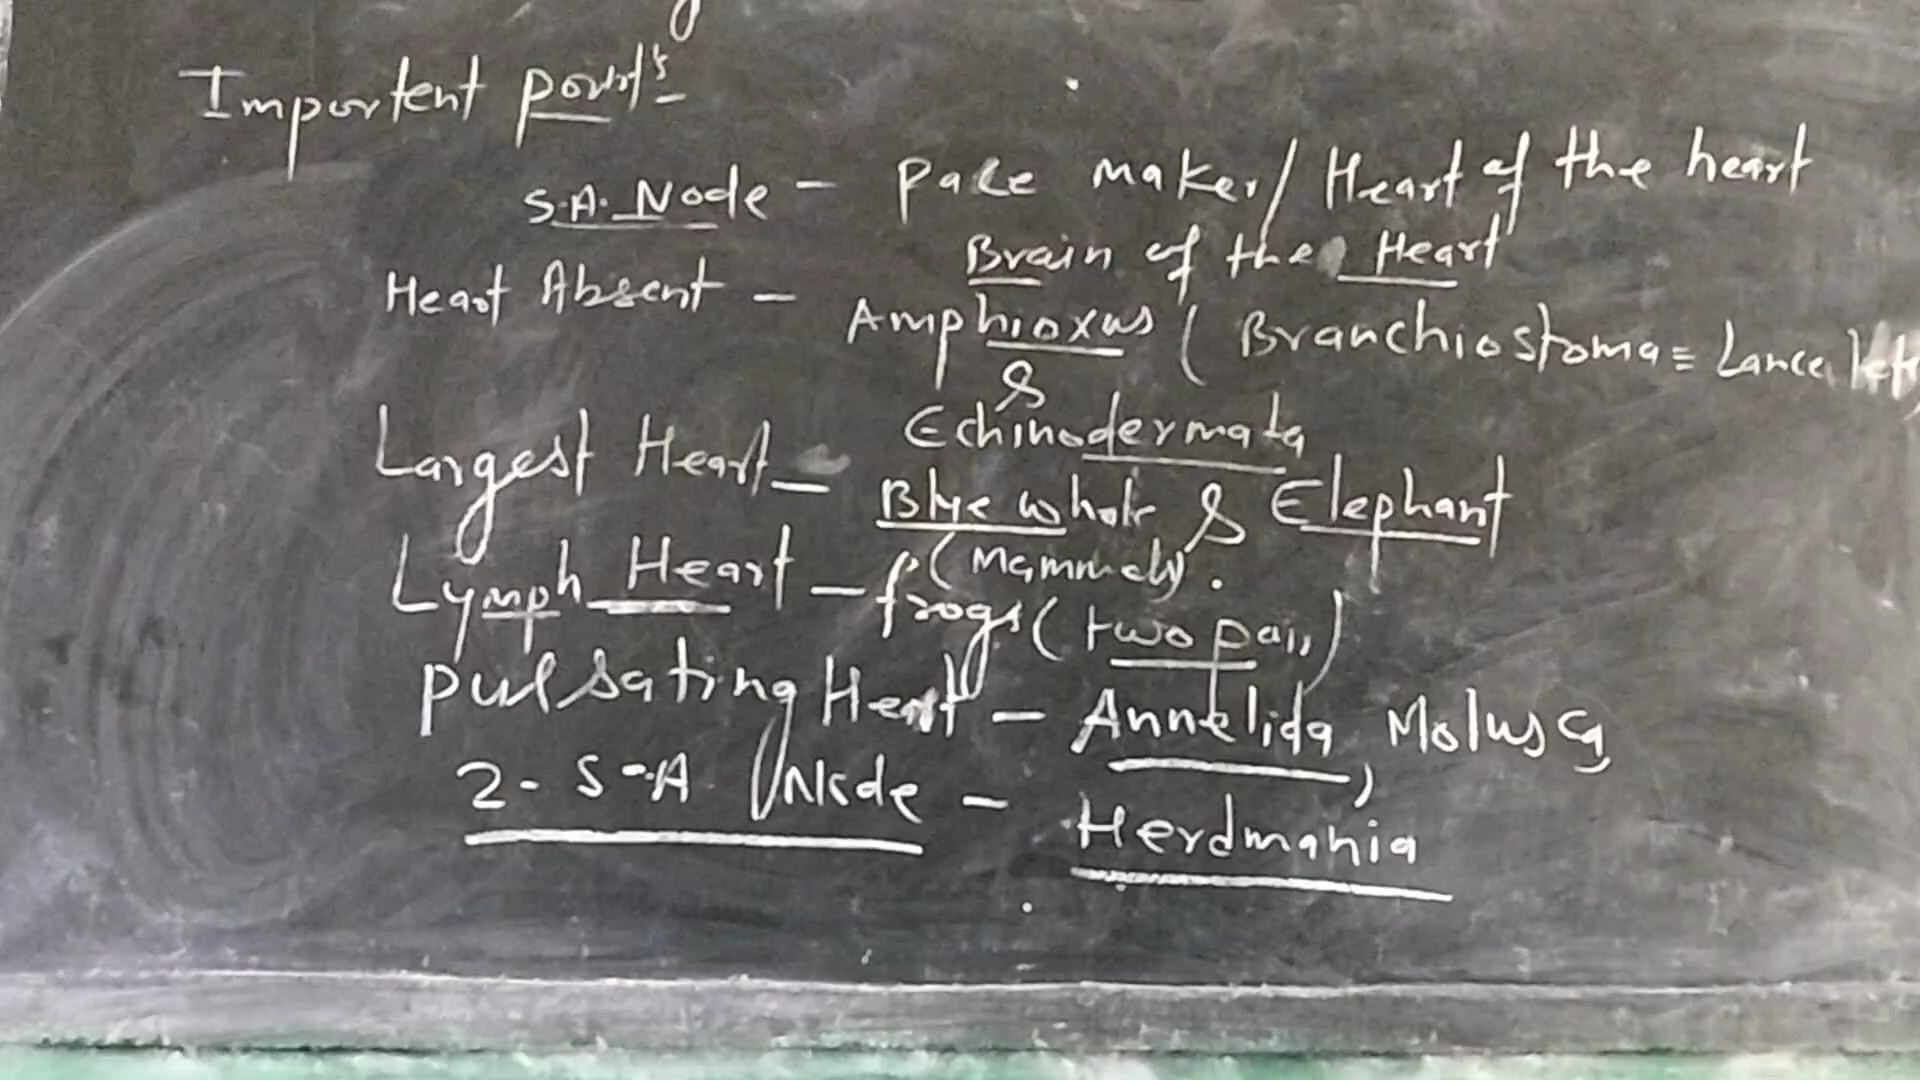 Importent points
S.A. Node - pace maker/ Heart of the heart
Brain of the Heart
Heart Absent - Amphioxus ( Branchiostoma = Lancelet
&
Echinodermata
Largest Heart - Blue whale & Elephant
(Mammals).
Lymph Heart - frogs ( two pair)
pulsating Heart - Annelida, Molusca,
2- S-A Node - Herdmania